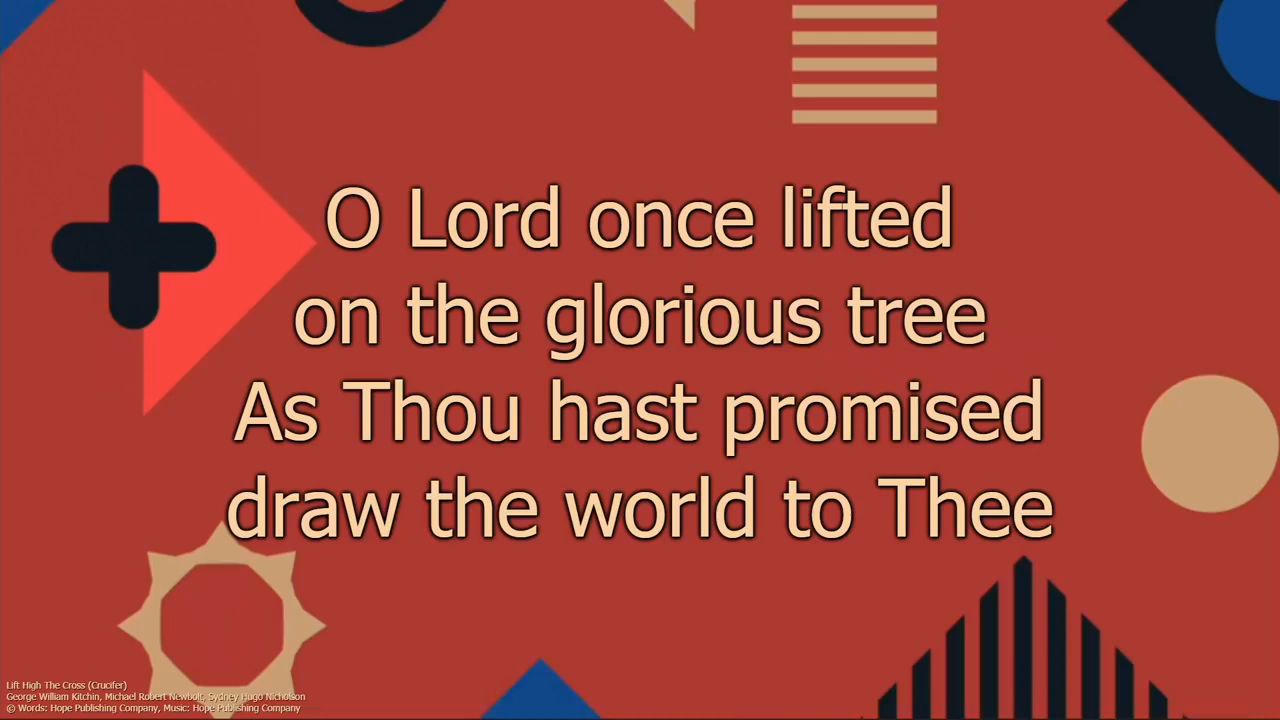 O Lord once lifted
on the glorious tree
As Thou hast promised
draw the world to Thee
Lift High The Cross (Crucifer)
George William Kitchin, Michael Robert Newbolt, Sydney Hugo Nicholson
© Words: Hope Publishing Company, Music: Hope Publishing Company